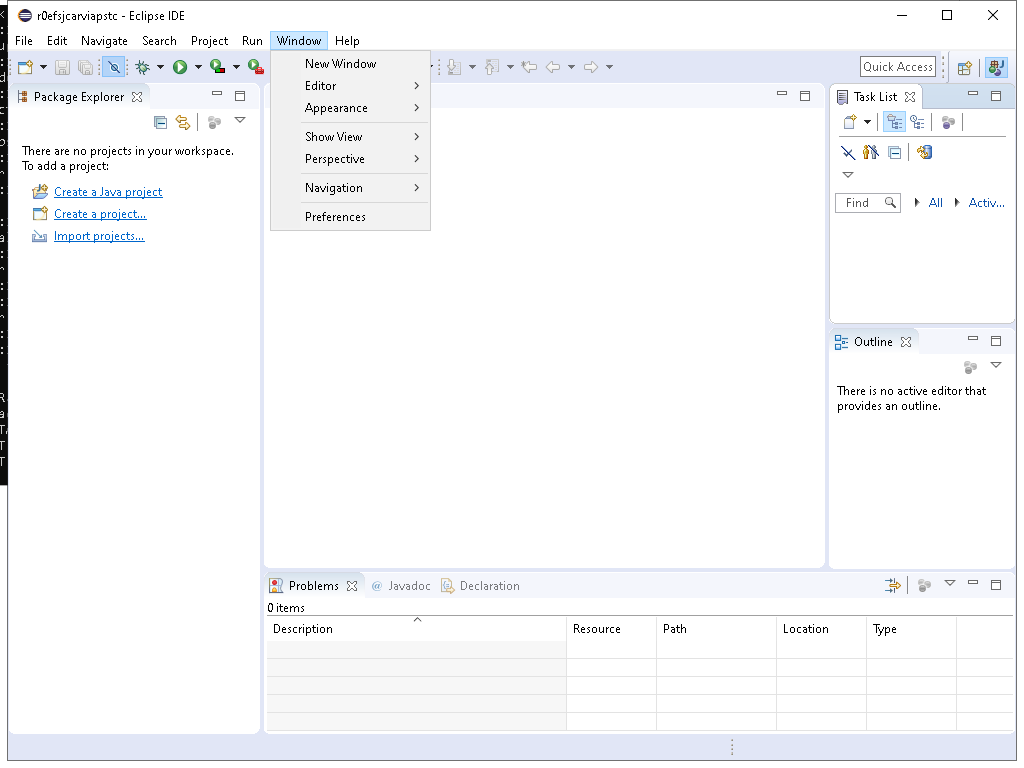 r0efsjcarviapstc - Eclipse IDE
File Edit Navigate Search Project Run Window Help
Quick Access
New Window
Editor
Appearance
Show View
Perspective
Navigation
Preferences
Package Explorer
There are no projects in your workspace.
To add a project:
Create a Java project
Create a project...
Import projects...
Task List
Find
All
Activ...
Outline
There is no active editor that
provides an outline.
Problems @ Javadoc Declaration
0 items
Description Resource Path Location Type